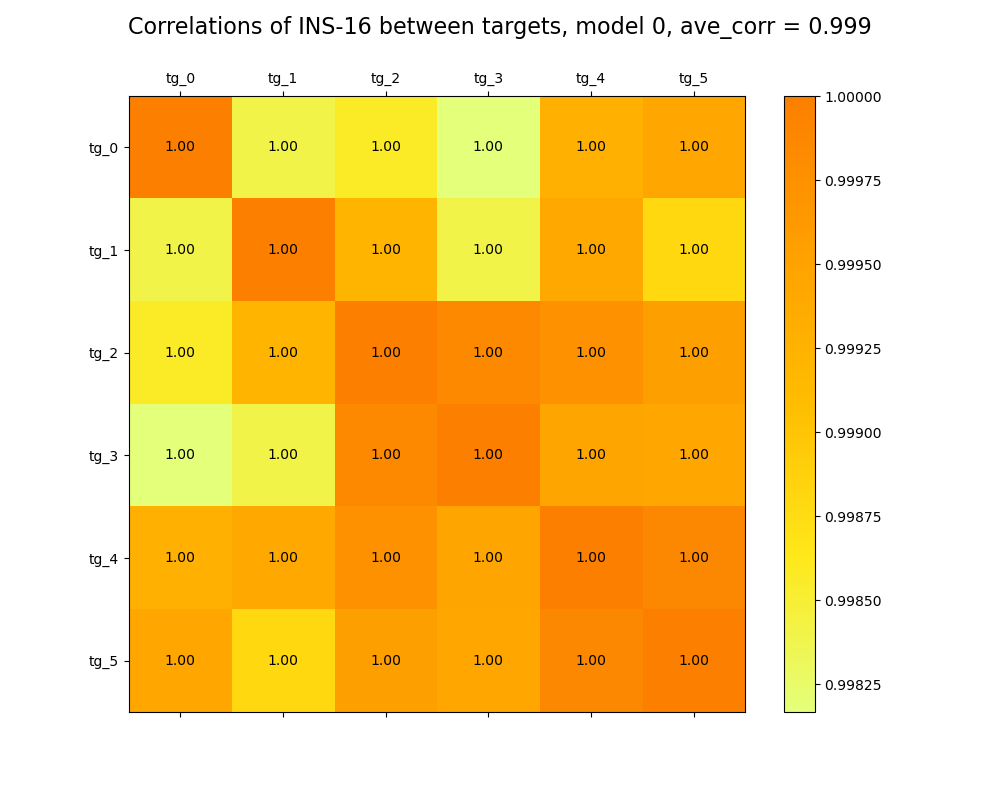 Correlations of INS-16 between targets, model 0, ave_corr = 0.999
tg_0 tg_1 tg_2 tg_3 tg_4 tg_5
tg_0 1.00 1.00 1.00 1.00 1.00 1.00
tg_1 1.00 1.00 1.00 1.00 1.00 1.00
tg_2 1.00 1.00 1.00 1.00 1.00 1.00
tg_3 1.00 1.00 1.00 1.00 1.00 1.00
tg_4 1.00 1.00 1.00 1.00 1.00 1.00
tg_5 1.00 1.00 1.00 1.00 1.00 1.00
1.00000
0.99975
0.99950
0.99925
0.99900
0.99875
0.99850
0.99825